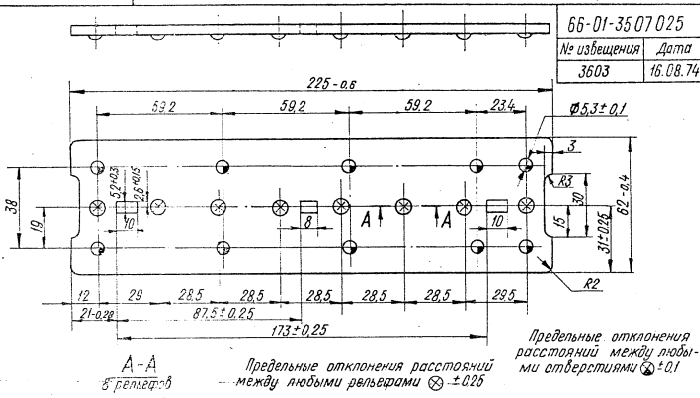 66-01-3507025
№ извещения Дата
3603 16.08.74
225-0,6
59,2 59,2 59,2 23,4
Ф5,3±0,1
3
R3
38
19
5,2+0,3
2,6±0,15
10
8
А А
10
15
30
31±0,25
62-0,4
R2
12 29 28,5 28,5 28,5 28,5 28,5 29,5
21-0,28 87,5±0,25
173±0,25
А-А
8 рельефов
Предельные отклонения расстояний
между любыми рельефами ±0,25
Предельные отклонения
расстояний между любы-
ми отверстиями ±0,1